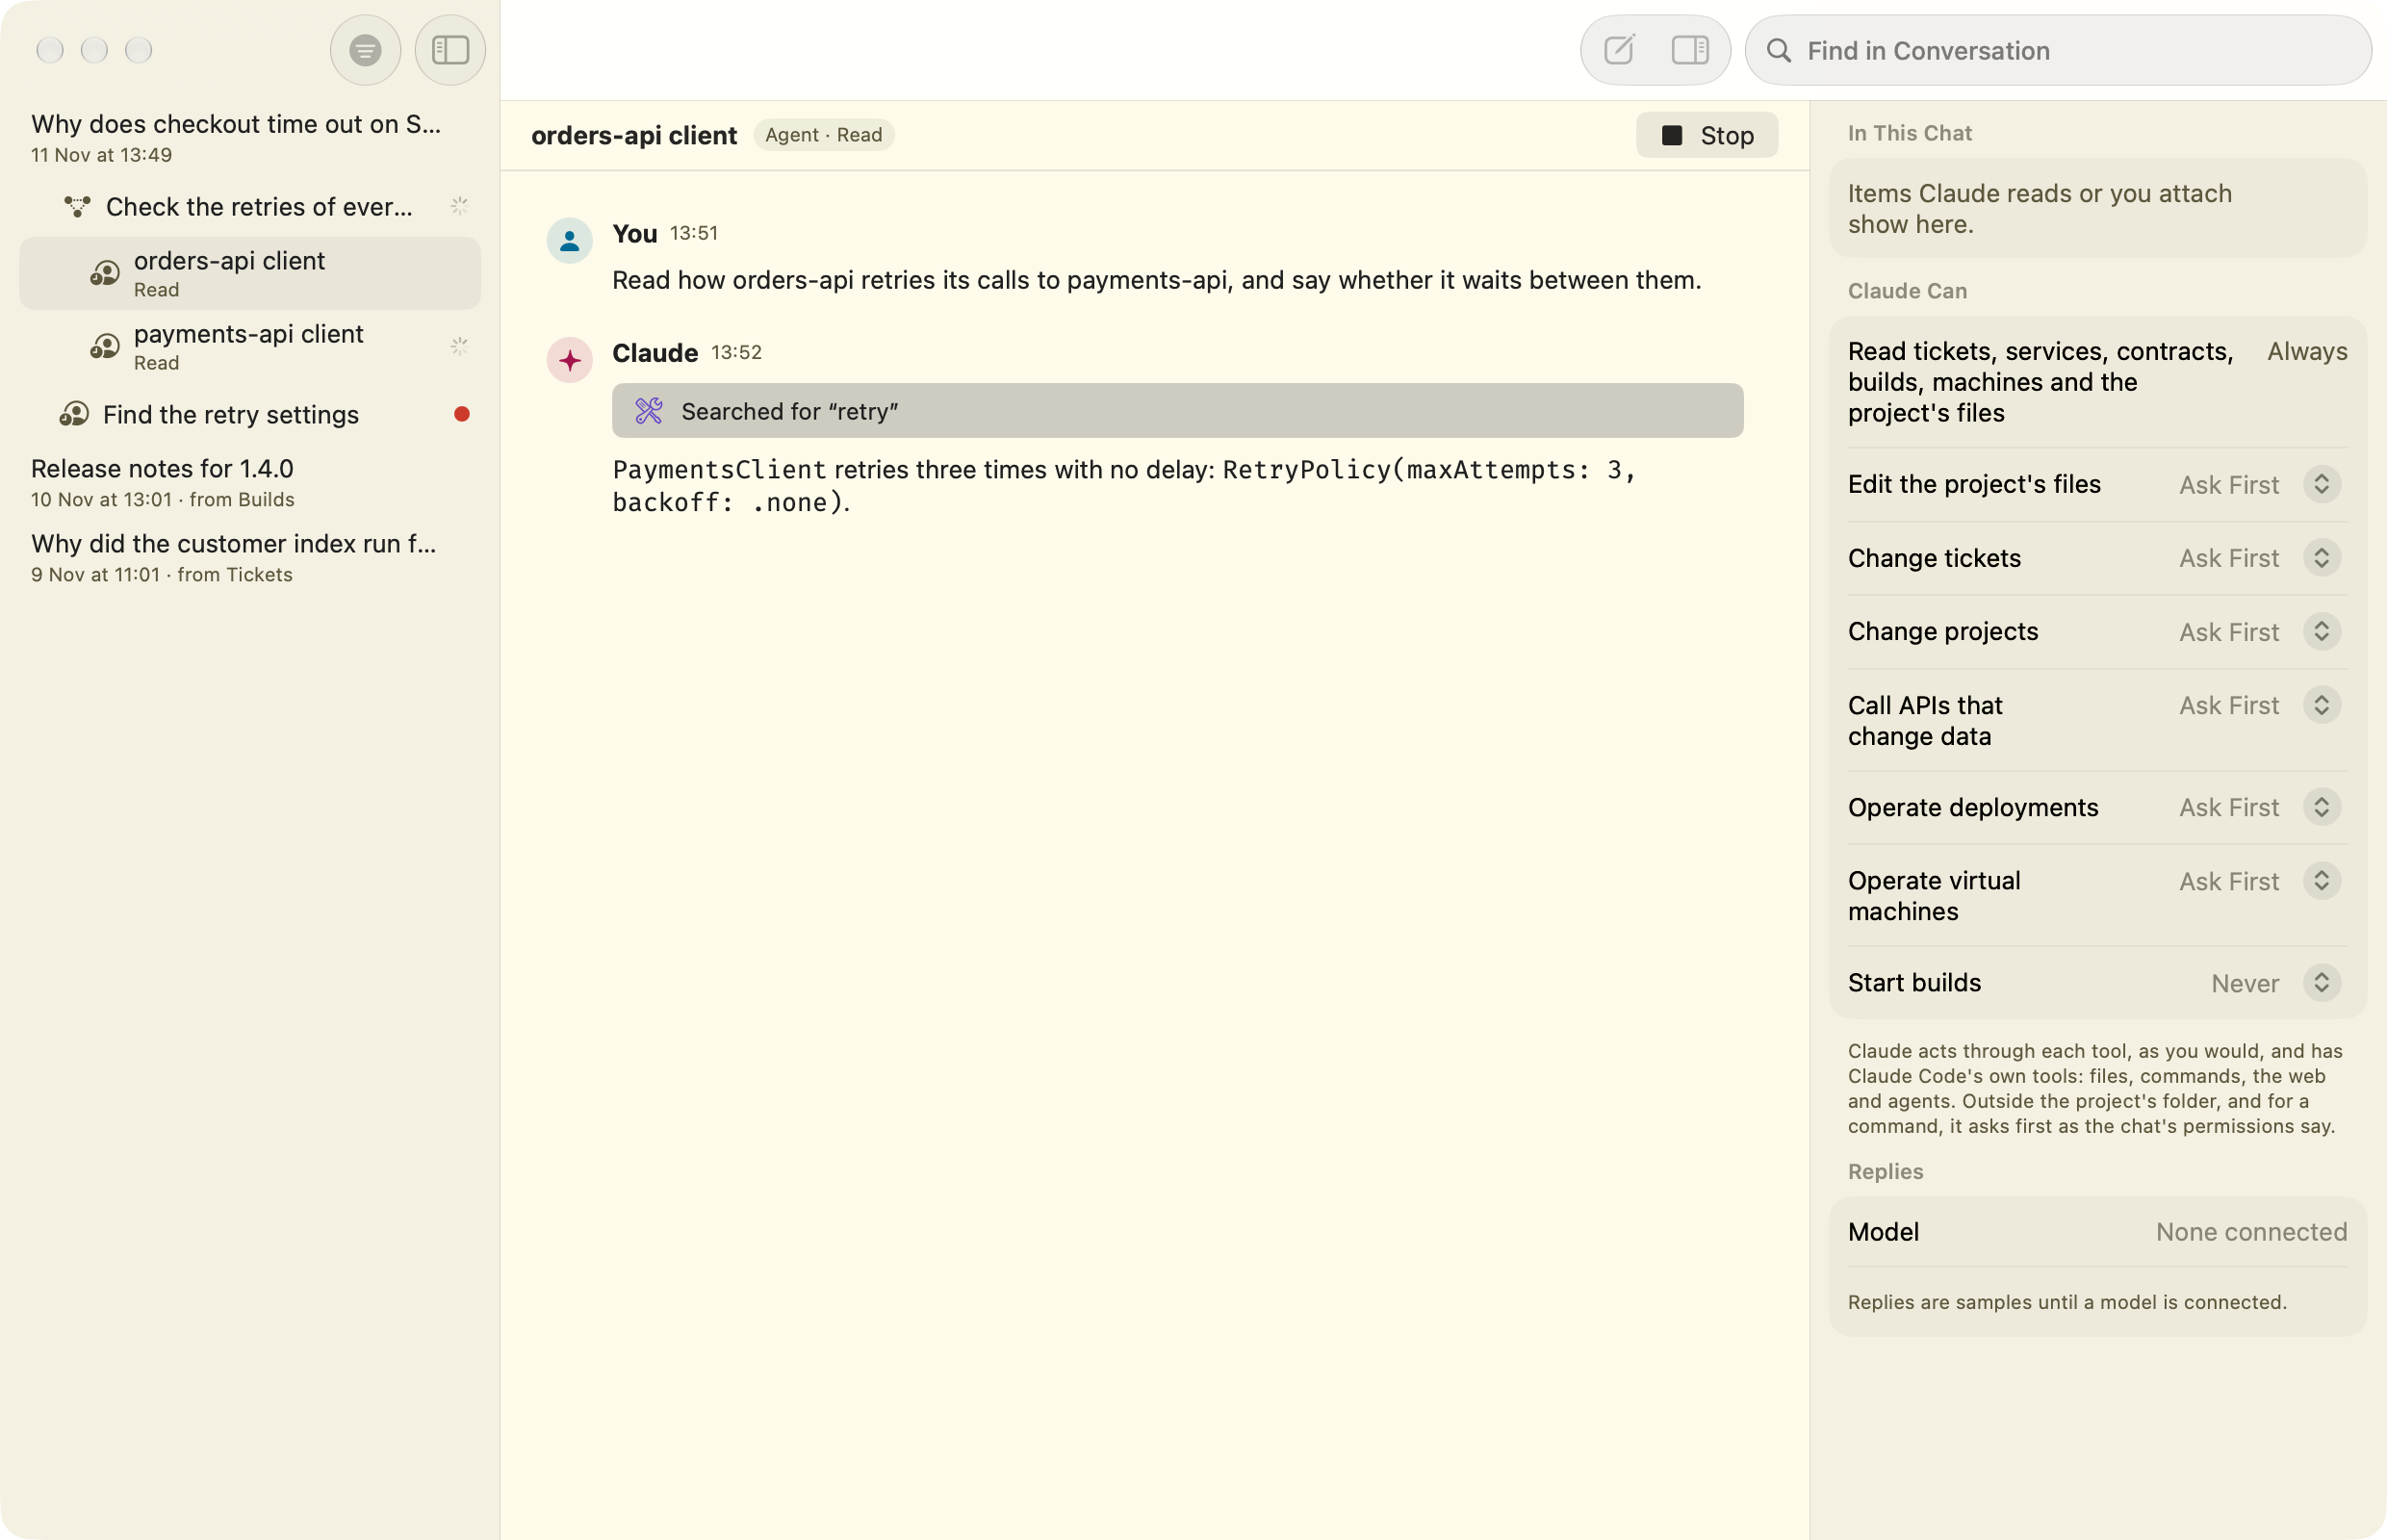 Find in Conversation
Why does checkout time out on S...
11 Nov at 13:49
Check the retries of ever...
orders-api client
Read
payments-api client
Read
Find the retry settings
Release notes for 1.4.0
10 Nov at 13:01 · from Builds
Why did the customer index run f...
9 Nov at 11:01 · from Tickets
orders-api client
Agent · Read
Stop
You 13:51
Read how orders-api retries its calls to payments-api, and say whether it waits between them.
Claude 13:52
Searched for “retry”
PaymentsClient retries three times with no delay: RetryPolicy(maxAttempts: 3,
backoff: .none).
In This Chat
Items Claude reads or you attach
show here.
Claude Can
Read tickets, services, contracts, Always
builds, machines and the
project's files
Edit the project's files Ask First
Change tickets Ask First
Change projects Ask First
Call APIs that Ask First
change data
Operate deployments Ask First
Operate virtual Ask First
machines
Start builds Never
Claude acts through each tool, as you would, and has
Claude Code's own tools: files, commands, the web
and agents. Outside the project's folder, and for a
command, it asks first as the chat's permissions say.
Replies
Model None connected
Replies are samples until a model is connected.